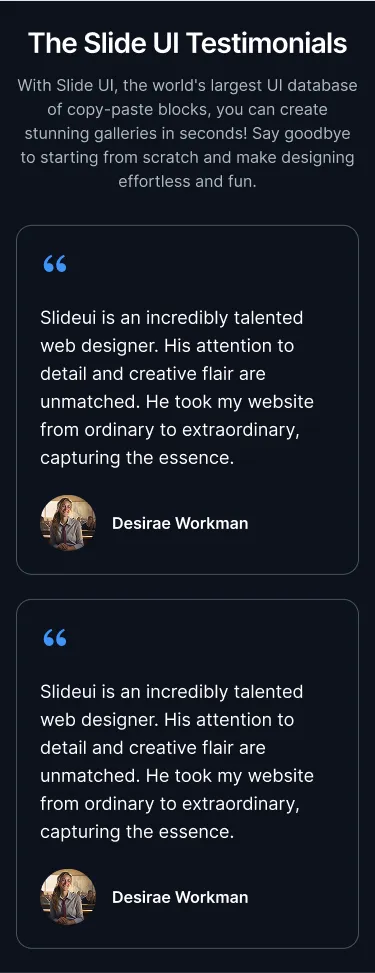 The Slide UI Testimonials
With Slide UI, the world's largest UI database
of copy-paste blocks, you can create
stunning galleries in seconds! Say goodbye
to starting from scratch and make designing
effortless and fun.
“
Slideui is an incredibly talented
web designer. His attention to
detail and creative flair are
unmatched. He took my website
from ordinary to extraordinary,
capturing the essence.
Desirae Workman
“
Slideui is an incredibly talented
web designer. His attention to
detail and creative flair are
unmatched. He took my website
from ordinary to extraordinary,
capturing the essence.
Desirae Workman